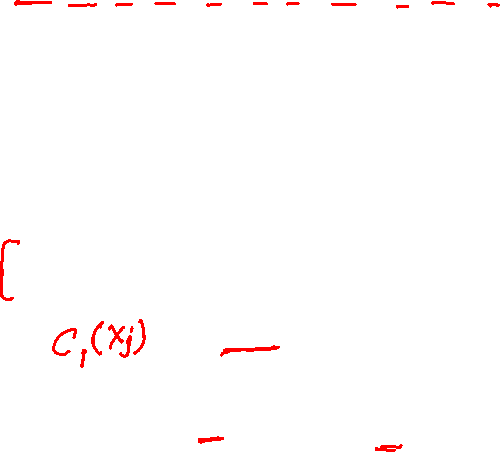 [
C₁(Xj) —